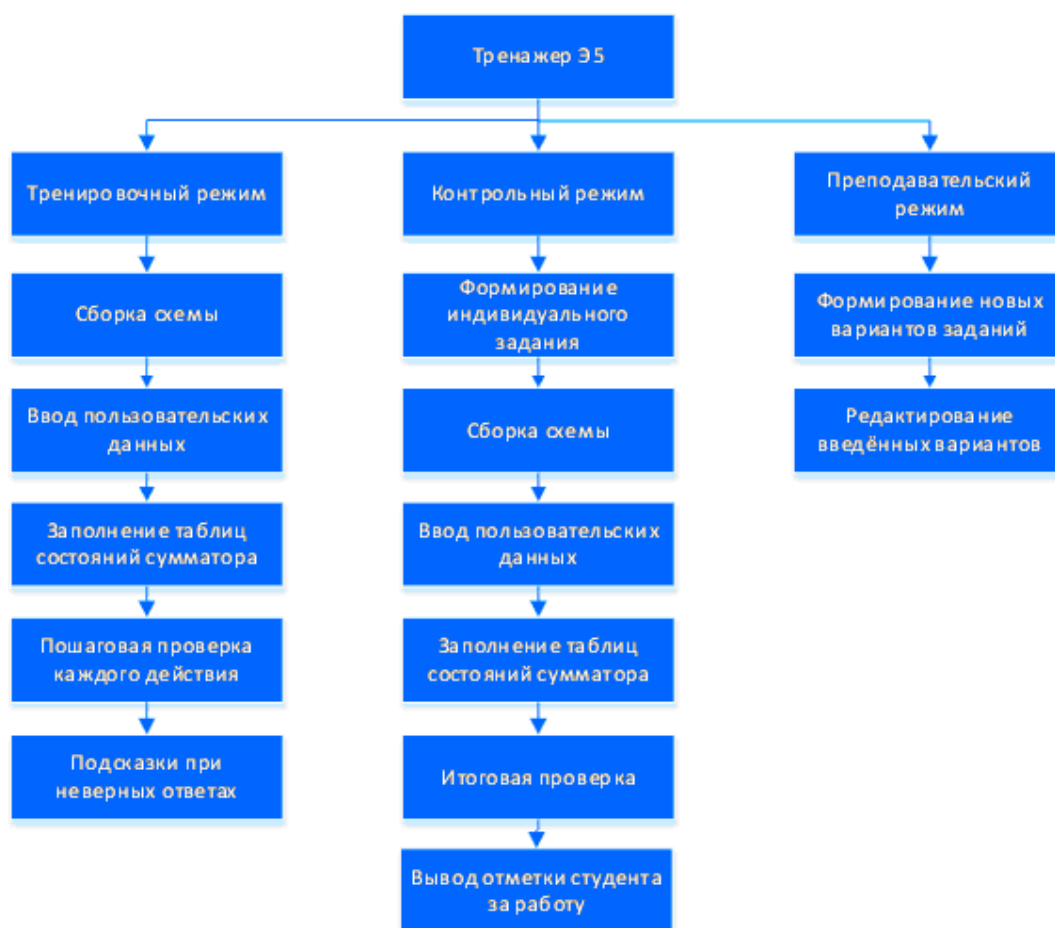 Тренажер Э5
Тренировочный режим
Контрольный режим
Преподавательский
режим
Сборка схемы
Формирование
индивидуального
задания
Формирование новых
вариантов заданий
Ввод пользовательских
данных
Сборка схемы
Редактирование
введённых вариантов
Заполнение таблиц
состояний сумматора
Ввод пользовательских
данных
Пошаговая проверка
каждого действия
Заполнение таблиц
состояний сумматора
Подсказки при
неверных ответах
Итоговая проверка
Вывод отметки студента
за работу